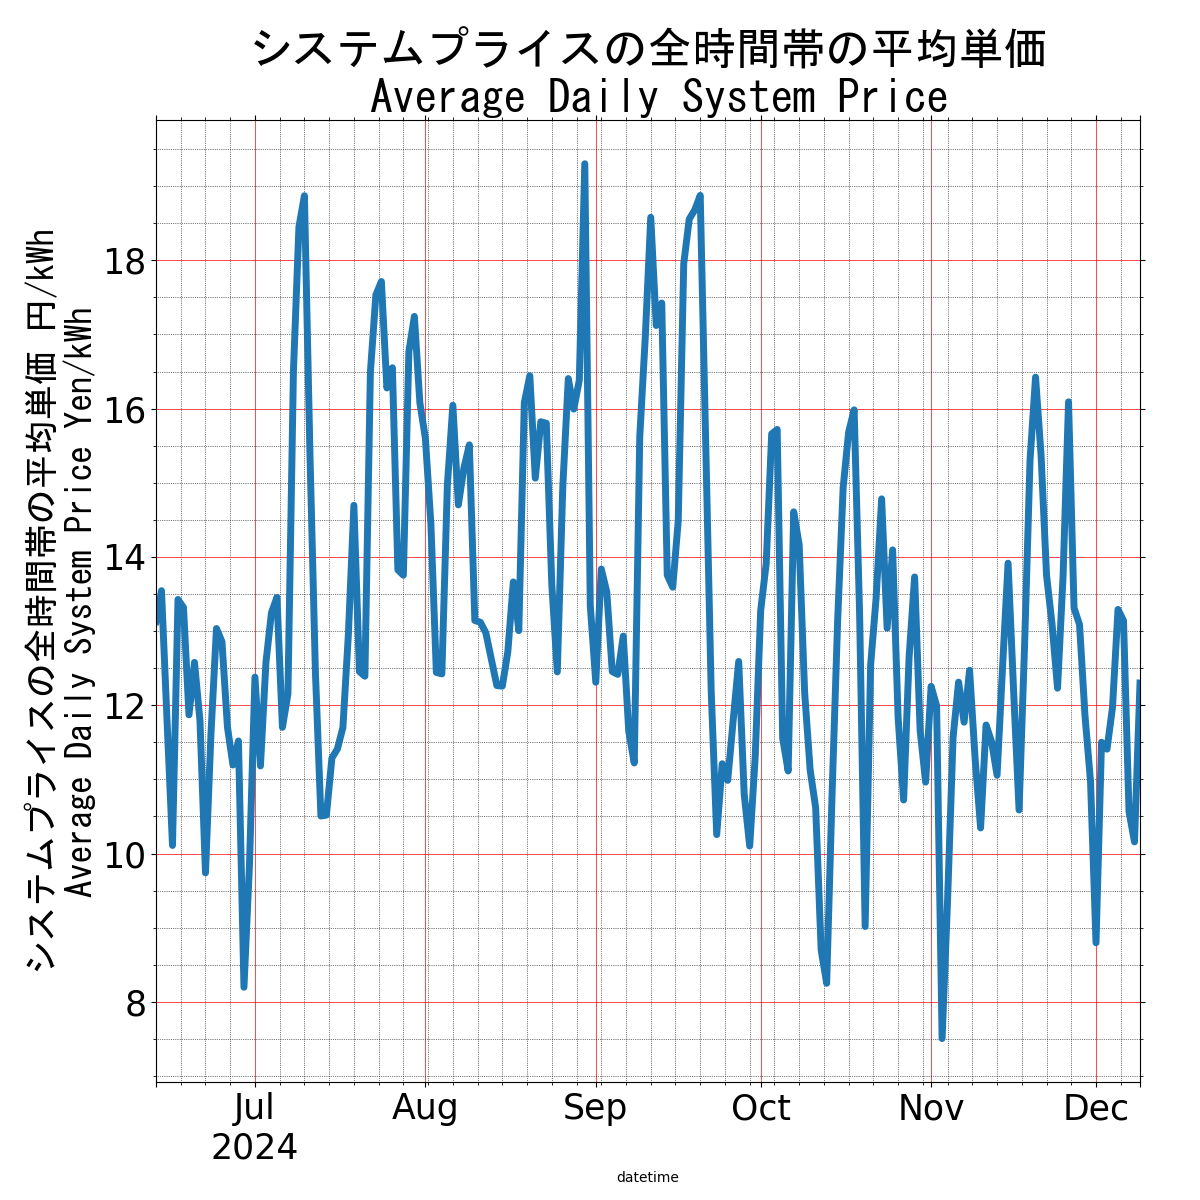 システムプライスの全時間帯の平均単価
Average Daily System Price
システムプライスの全時間帯の平均単価 円/kWh
Average Daily System Price Yen/kWh
18
16
14
12
10
8
Jul
2024
Aug
Sep
Oct
Nov
Dec
datetime